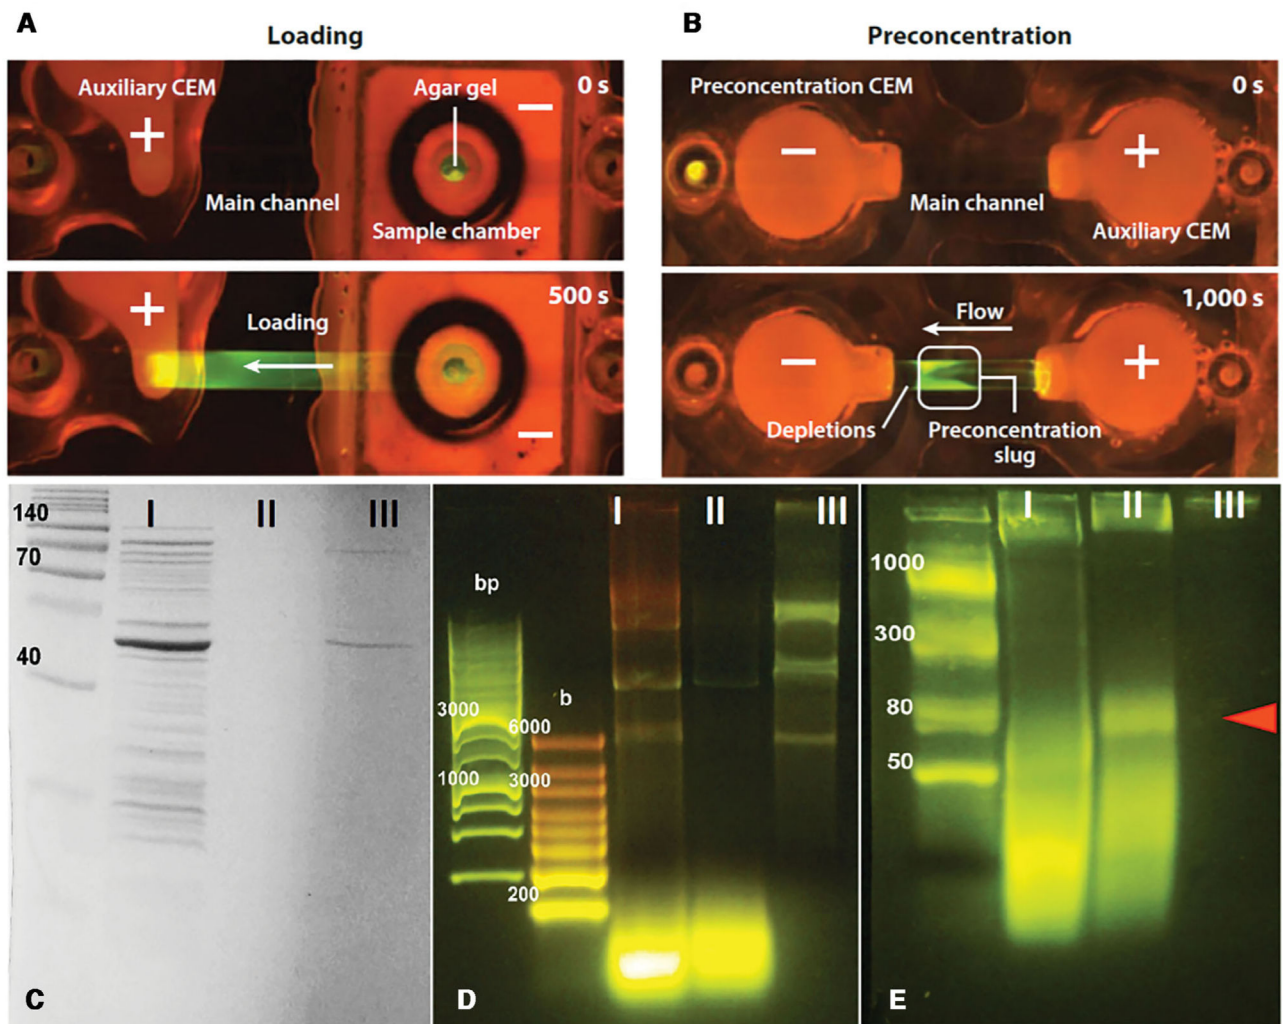 A
Loading
Auxiliary CEM
+
Agar gel
−
0 s
Main channel
Sample chamber
+
500 s
Loading
−
B
Preconcentration
Preconcentration CEM
0 s
−
+
Main channel
Auxiliary CEM
1,000 s
Flow
−
+
Depletions
Preconcentration
slug
140
70
40
I
II
III
C
bp
b
3000
6000
1000
3000
200
I
II
III
D
1000
300
80
50
I
II
III
E